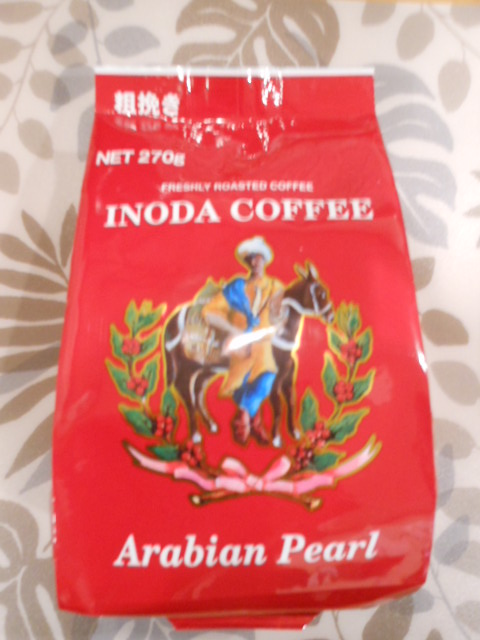 粗挽き
NET 270g
FRESHLY ROASTED COFFEE
INODA COFFEE
Arabian Pearl